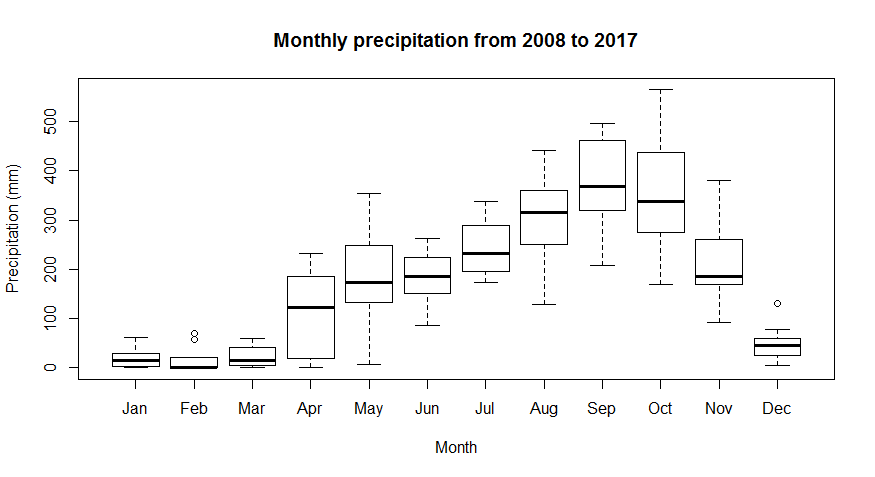 Monthly precipitation from 2008 to 2017
Precipitation (mm)
500
400
300
200
100
0
Jan Feb Mar Apr May Jun Jul Aug Sep Oct Nov Dec
Month